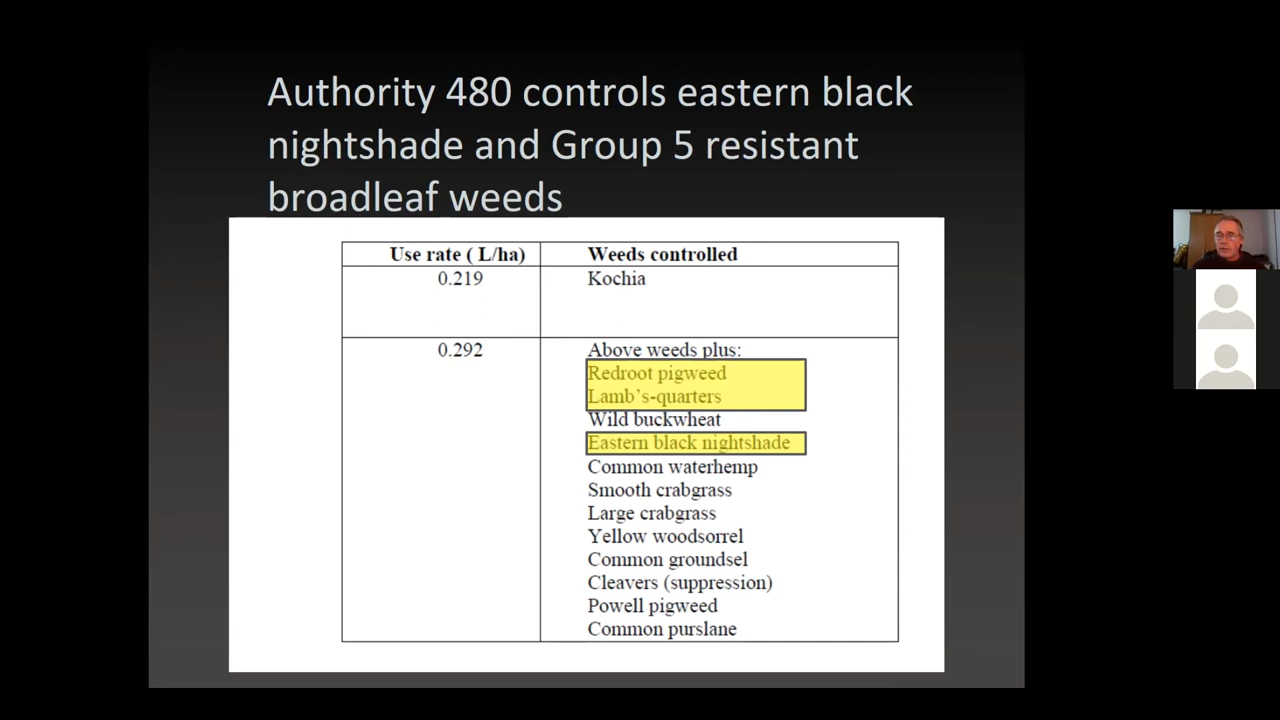 Authority 480 controls eastern black
nightshade and Group 5 resistant
broadleaf weeds
Use rate ( L/ha) Weeds controlled
0.219 Kochia
0.292 Above weeds plus:
Redroot pigweed
Lamb's-quarters
Wild buckwheat
Eastern black nightshade
Common waterhemp
Smooth crabgrass
Large crabgrass
Yellow woodsorrel
Common groundsel
Cleavers (suppression)
Powell pigweed
Common purslane